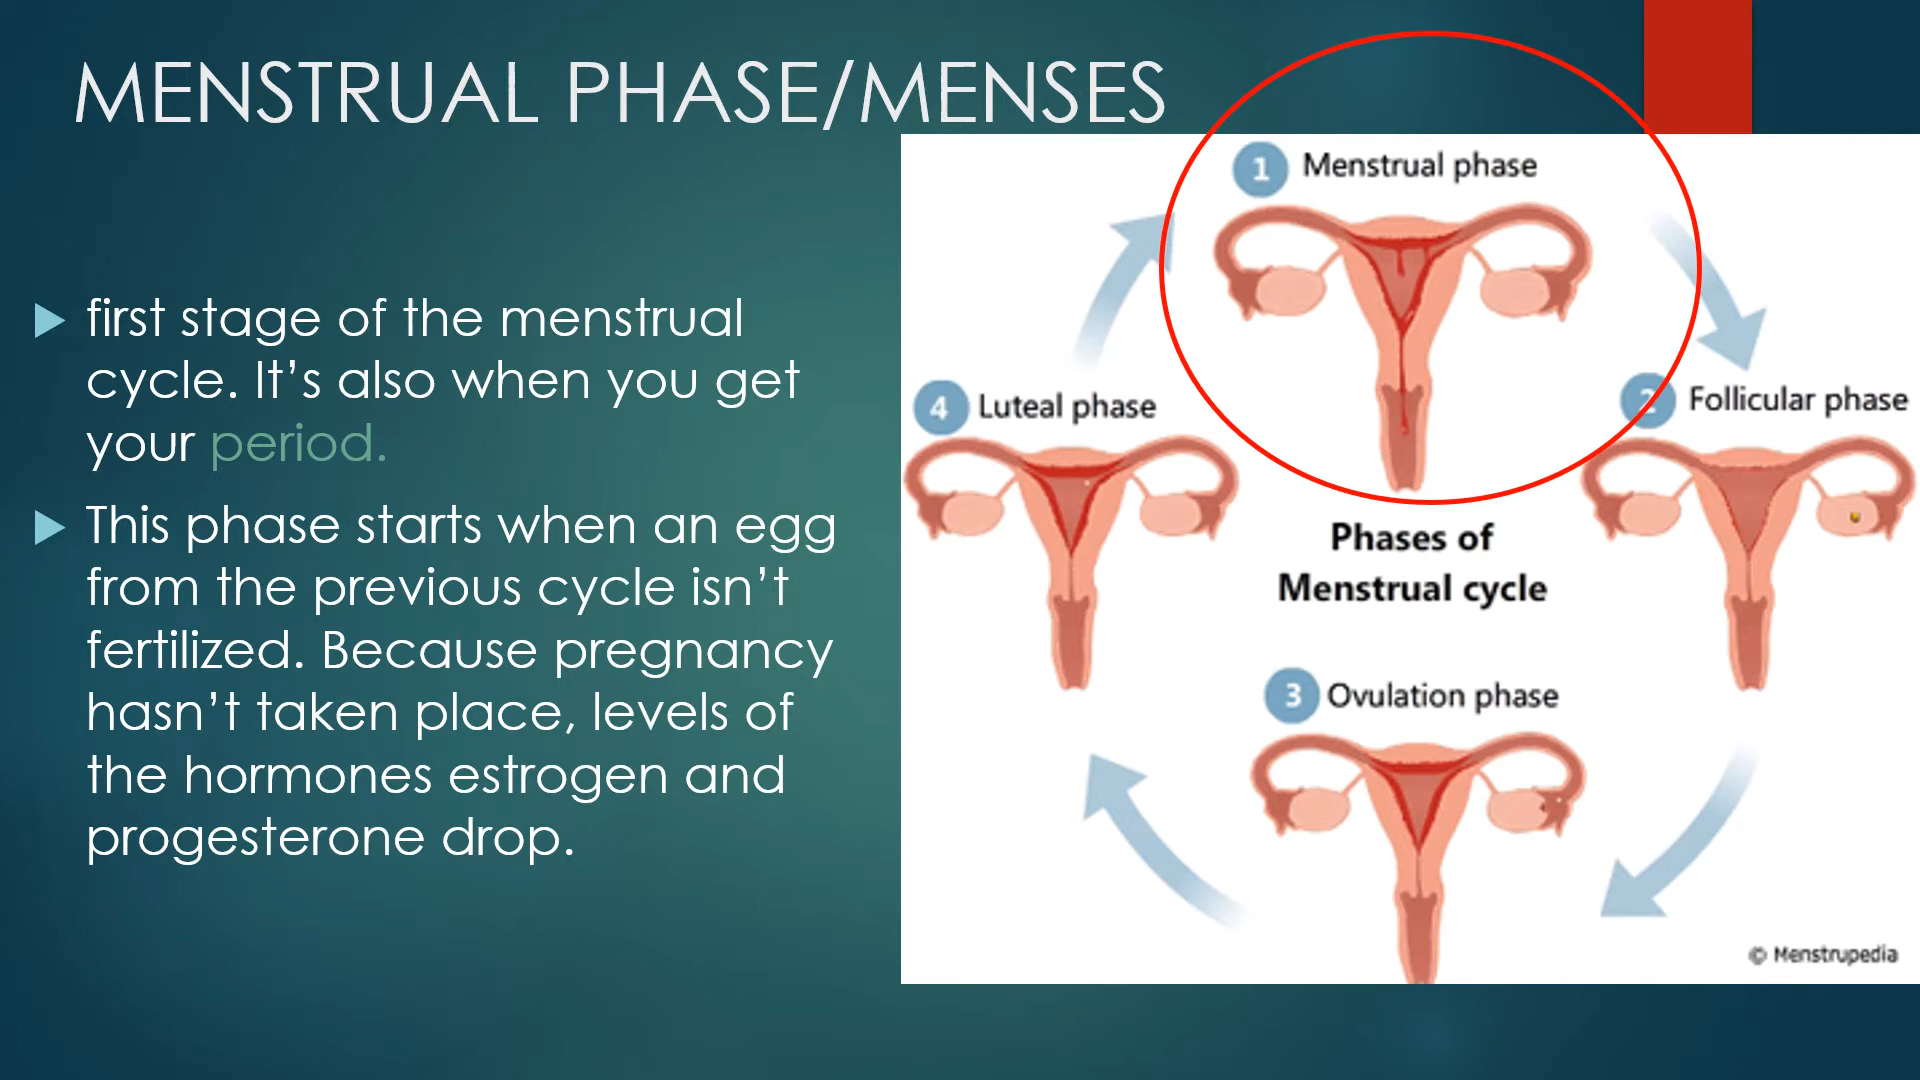 MENSTRUAL PHASE/MENSES
first stage of the menstrual
cycle. It’s also when you get
your period.
This phase starts when an egg
from the previous cycle isn’t
fertilized. Because pregnancy
hasn’t taken place, levels of
the hormones estrogen and
progesterone drop.
1 Menstrual phase
2 Follicular phase
4 Luteal phase
Phases of
Menstrual cycle
3 Ovulation phase
© Menstrupedia